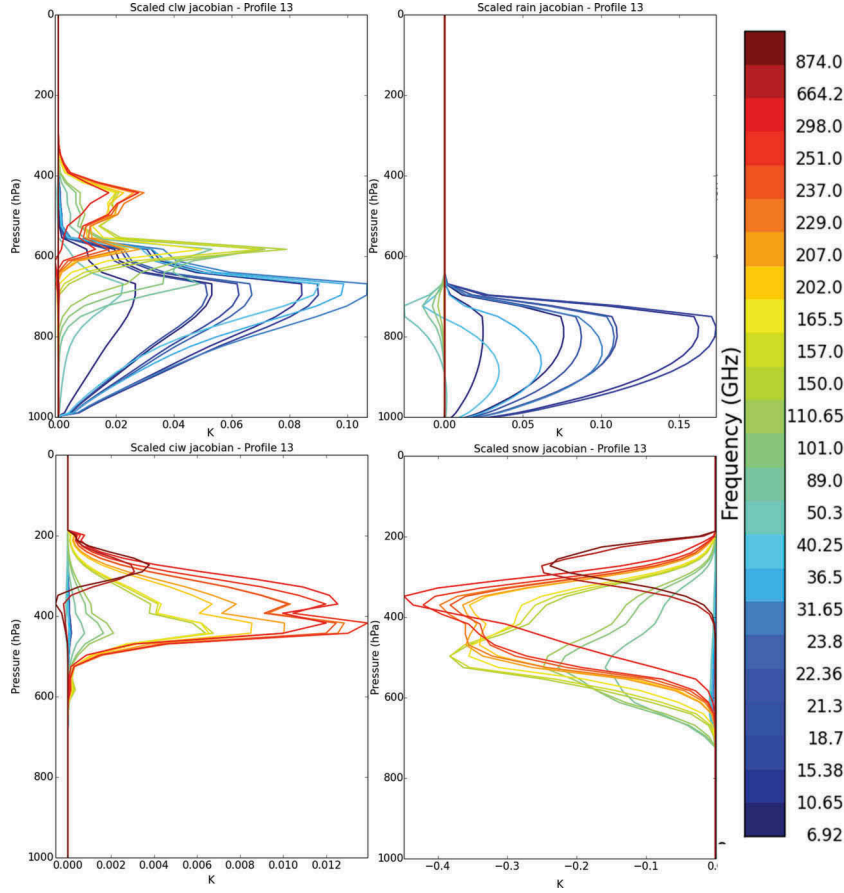 Scaled clw jacobian - Profile 13
0
200
400
600
800
1000
Pressure (hPa)
0.00 0.02 0.04 0.06 0.08 0.10
K
Scaled rain jacobian - Profile 13
0
200
400
600
800
1000
Pressure (hPa)
0.00 0.05 0.10 0.15
K
Scaled ciw jacobian - Profile 13
0
200
400
600
800
1000
Pressure (hPa)
0.000 0.002 0.004 0.006 0.008 0.010 0.012
K
Scaled snow jacobian - Profile 13
0
200
400
600
800
1000
Pressure (hPa)
−0.4 −0.3 −0.2 −0.1
K
Frequency (GHz)
874.0
664.2
298.0
251.0
237.0
229.0
207.0
202.0
165.5
157.0
150.0
110.65
101.0
89.0
50.3
40.25
36.5
31.65
23.8
22.36
21.3
18.7
15.38
10.65
6.92